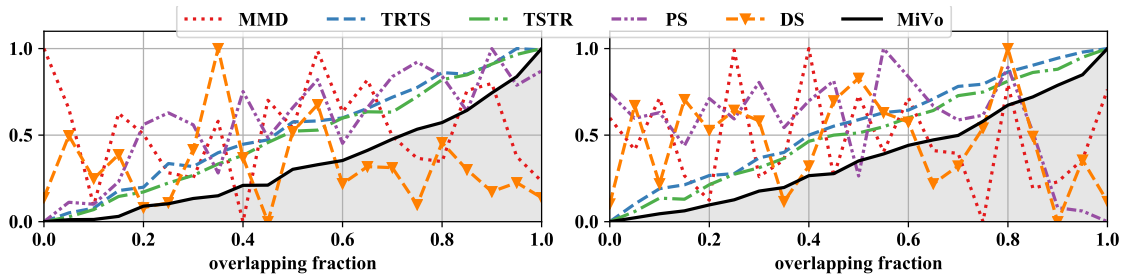 MMD TRTS TSTR PS DS MiVo
1.0 1.0
0.5 0.5
0.0 0.0
0.0 0.2 0.4 0.6 0.8 1.0 0.0 0.2 0.4 0.6 0.8 1.0
overlapping fraction overlapping fraction